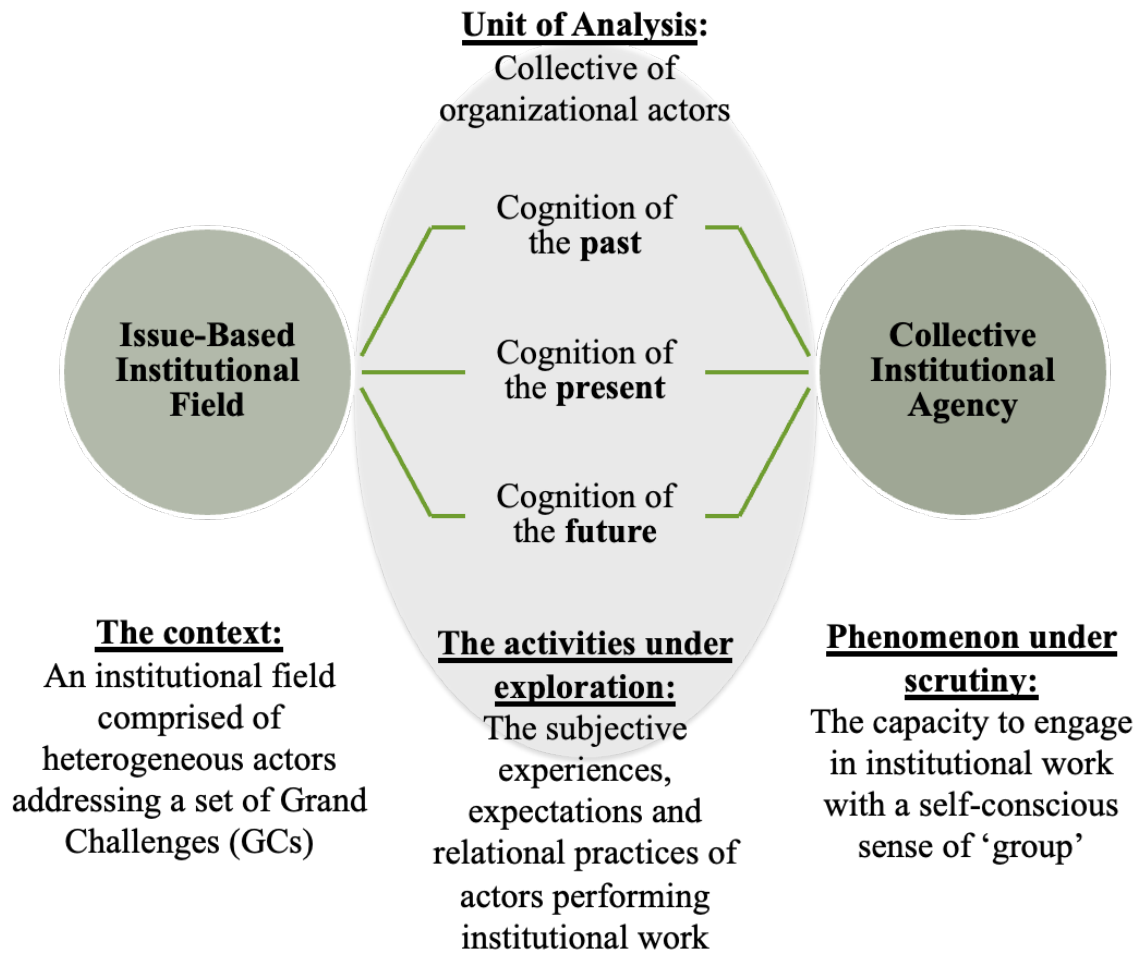 Unit of Analysis:
Collective of
organizational actors
Cognition of
the past
Issue-Based
Institutional
Field
Cognition of
the present
Collective
Institutional
Agency
Cognition of
the future
The context:
An institutional field
comprised of
heterogeneous actors
addressing a set of Grand
Challenges (GCs)
The activities under
exploration:
The subjective
experiences,
expectations and
relational practices of
actors performing
institutional work
Phenomenon under
scrutiny:
The capacity to engage
in institutional work
with a self-conscious
sense of ‘group’